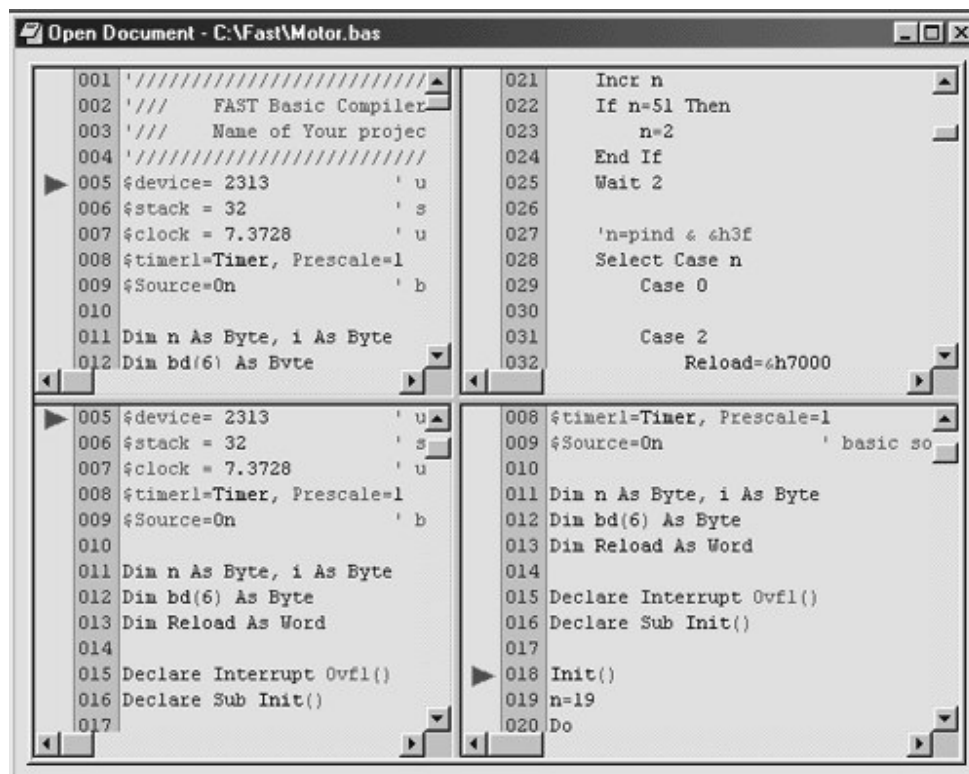 Open Document - C:\Fast\Motor.bas
001 '//////////////////////////
002 '/// FAST Basic Compiler
003 '/// Name of Your projec
004 '//////////////////////////
005 $device= 2313 ' u
006 $stack = 32 ' s
007 $clock = 7.3728 ' u
008 $timer1=Timer, Prescale=1
009 $Source=On ' b
010
011 Dim n As Byte, i As Byte
012 Dim bd(6) As Byte
021 Incr n
022 If n=51 Then
023 n=2
024 End If
025 Wait 2
026
027 'n=pind & &h3f
028 Select Case n
029 Case 0
030
031 Case 2
032 Reload=&h7000
005 $device= 2313 ' u
006 $stack = 32 ' s
007 $clock = 7.3728 ' u
008 $timer1=Timer, Prescale=1
009 $Source=On ' b
010
011 Dim n As Byte, i As Byte
012 Dim bd(6) As Byte
013 Dim Reload As Word
014
015 Declare Interrupt Ovf1()
016 Declare Sub Init()
017
008 $timer1=Timer, Prescale=1
009 $Source=On ' basic so
010
011 Dim n As Byte, i As Byte
012 Dim bd(6) As Byte
013 Dim Reload As Word
014
015 Declare Interrupt Ovf1()
016 Declare Sub Init()
017
018 Init()
019 n=19
020 Do